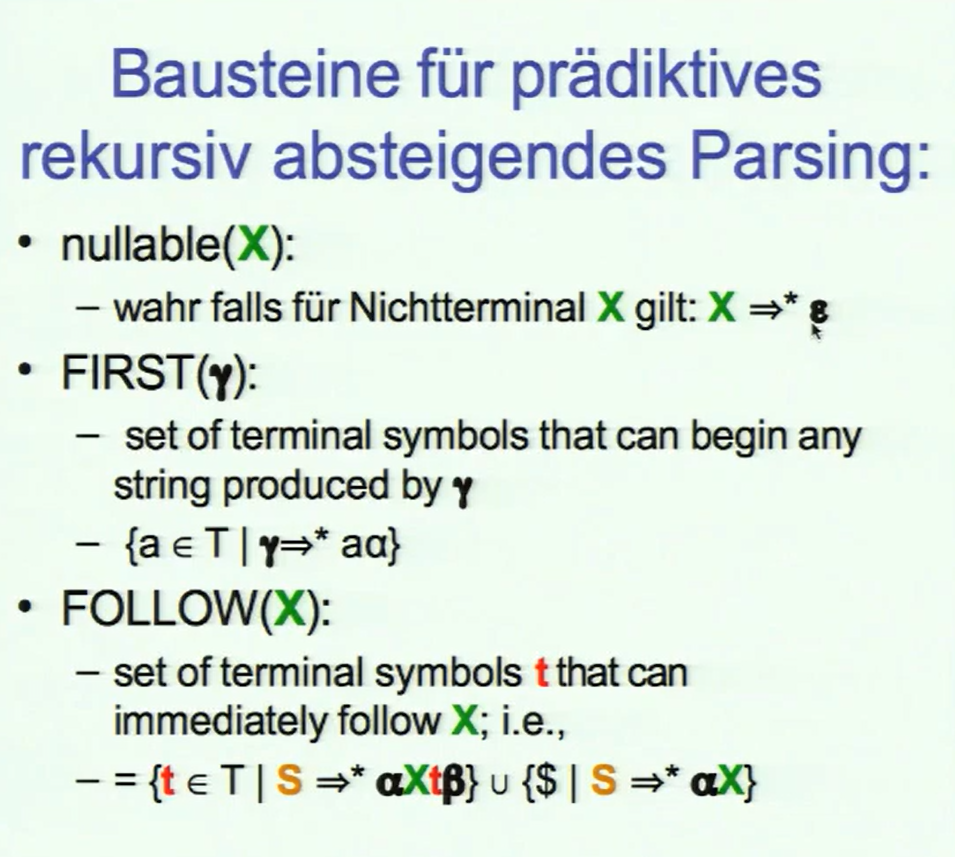 Bausteine für prädiktives
rekursiv absteigendes Parsing:
• nullable(X):
– wahr falls für Nichtterminal X gilt: X ⇒* ε
• FIRST(γ):
– set of terminal symbols that can begin any
string produced by γ
– {a ∈ T | γ⇒* aα}
• FOLLOW(X):
– set of terminal symbols t that can
immediately follow X; i.e.,
– = {t ∈ T | S ⇒* αXtβ} ∪ {$ | S ⇒* αX}